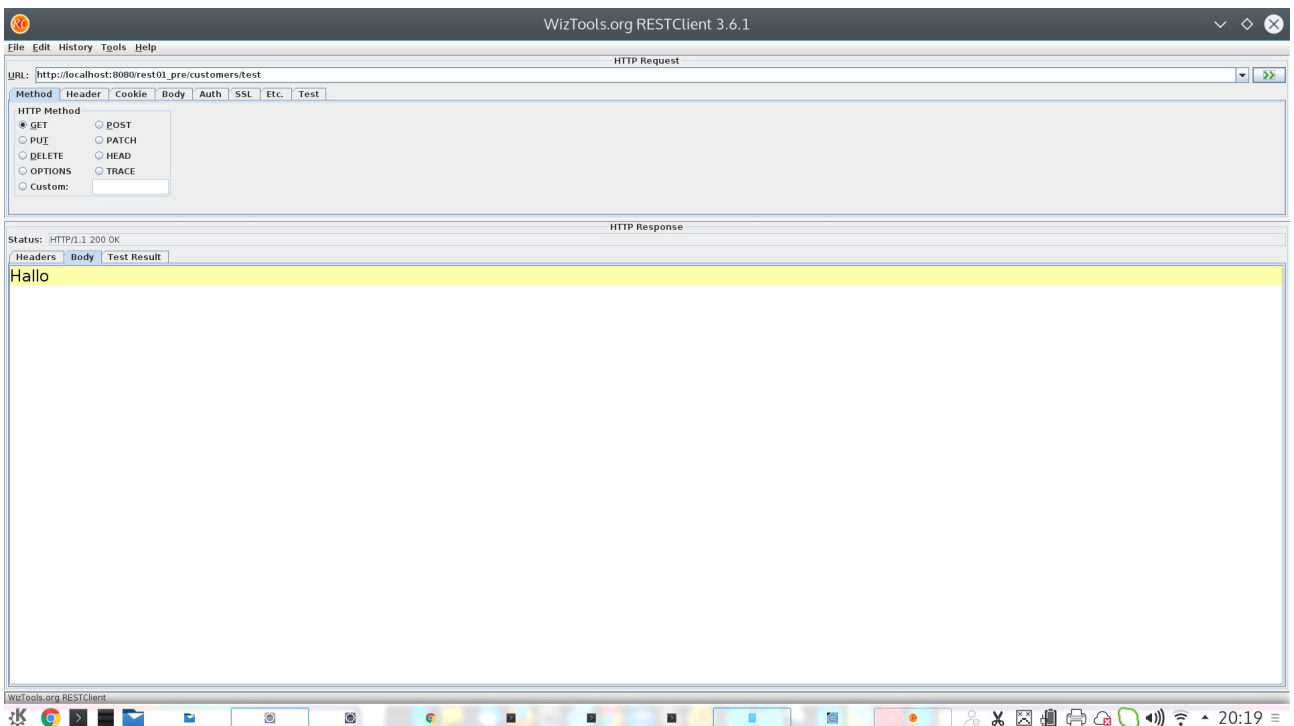 WizTools.org RESTClient 3.6.1
File Edit History Tools Help
HTTP Request
URL: http://localhost:8080/rest01_pre/customers/test
Method Header Cookie Body Auth SSL Etc. Test
HTTP Method
GET POST
PUT PATCH
DELETE HEAD
OPTIONS TRACE
Custom:
HTTP Response
Status: HTTP/1.1 200 OK
Headers Body Test Result
Hallo
WizTools.org RESTClient
20:19